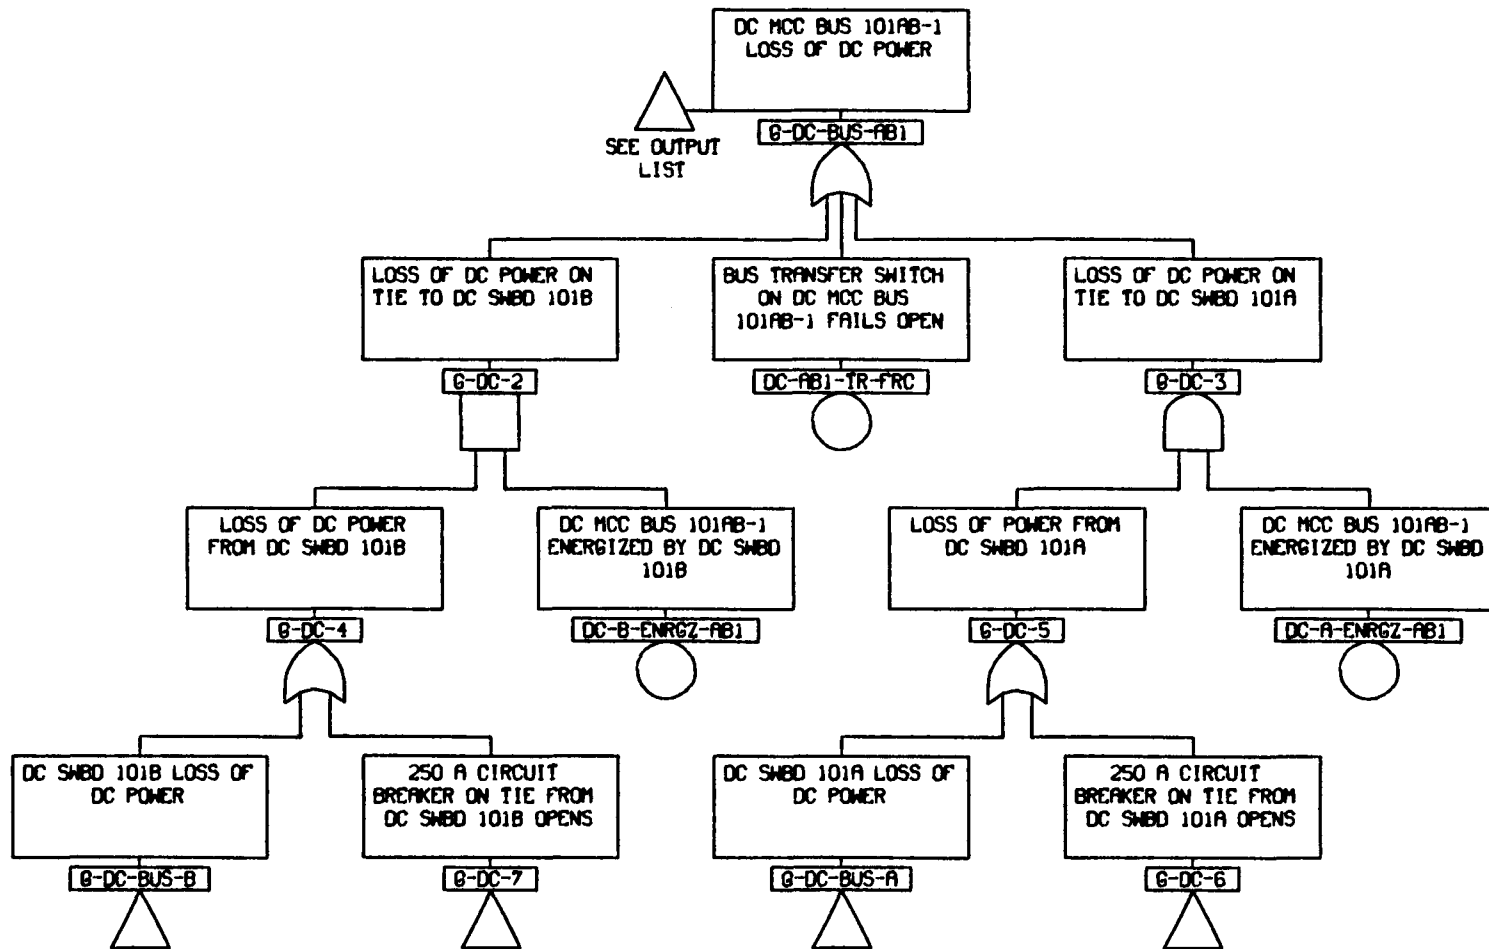 DC MCC BUS 101AB-1
LOSS OF DC POWER
SEE OUTPUT
LIST
G-DC-BUS-AB1
LOSS OF DC POWER ON
TIE TO DC SWBD 101B
G-DC-2
BUS TRANSFER SWITCH
ON DC MCC BUS
101AB-1 FAILS OPEN
DC-AB1-TR-FRC
LOSS OF DC POWER ON
TIE TO DC SWBD 101A
G-DC-3
LOSS OF DC POWER
FROM DC SWBD 101B
G-DC-4
DC MCC BUS 101AB-1
ENERGIZED BY DC SWBD
101B
DC-B-ENRGZ-AB1
LOSS OF POWER FROM
DC SWBD 101A
G-DC-5
DC MCC BUS 101AB-1
ENERGIZED BY DC SWBD
101A
DC-A-ENRGZ-AB1
DC SWBD 101B LOSS OF
DC POWER
G-DC-BUS-B
250 A CIRCUIT
BREAKER ON TIE FROM
DC SWBD 101B OPENS
G-DC-7
DC SWBD 101A LOSS OF
DC POWER
G-DC-BUS-A
250 A CIRCUIT
BREAKER ON TIE FROM
DC SWBD 101A OPENS
G-DC-6